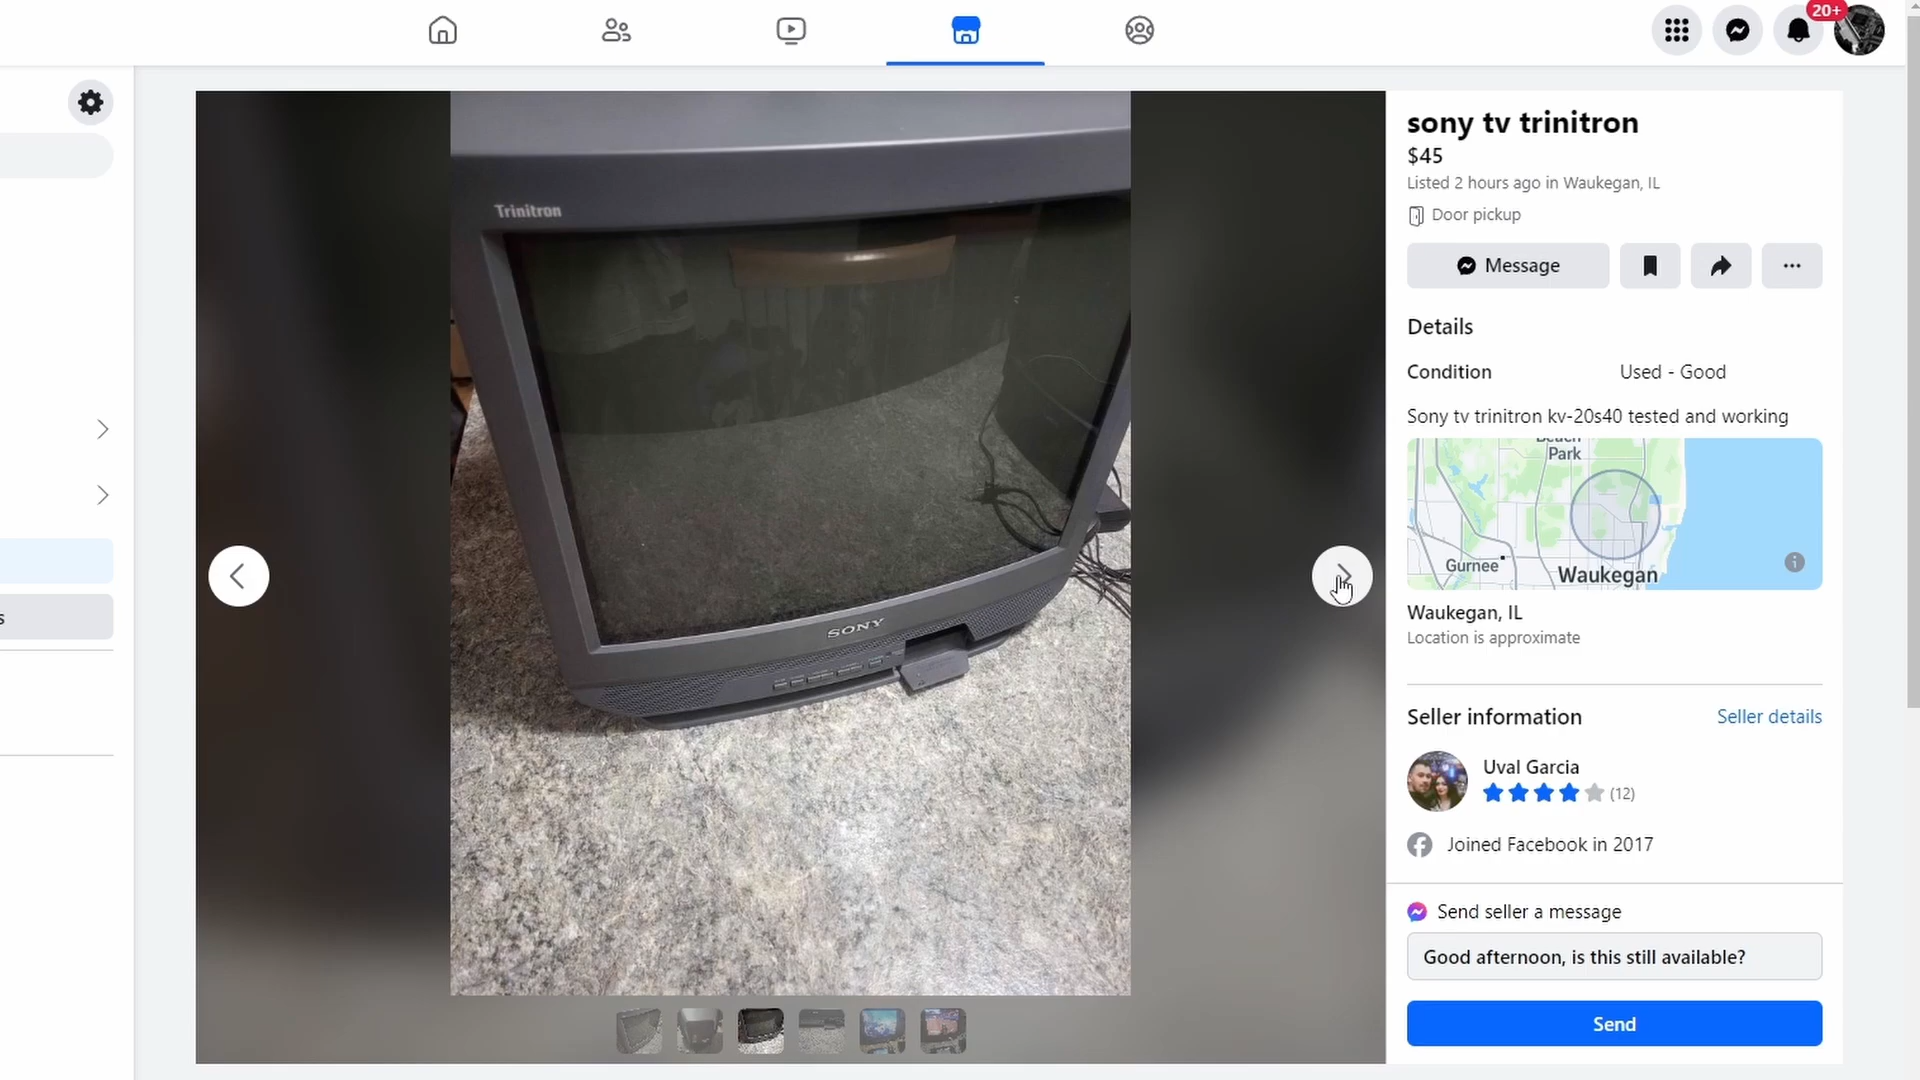 20+
Trinitron
SONY
s
sony tv trinitron
$45
Listed 2 hours ago in Waukegan, IL
Door pickup
Message
Details
Condition Used - Good
Sony tv trinitron kv-20s40 tested and working
Beach
Park
Gurnee
Waukegan
Waukegan, IL
Location is approximate
Seller information Seller details
Uval Garcia
(12)
Joined Facebook in 2017
Send seller a message
Good afternoon, is this still available?
Send